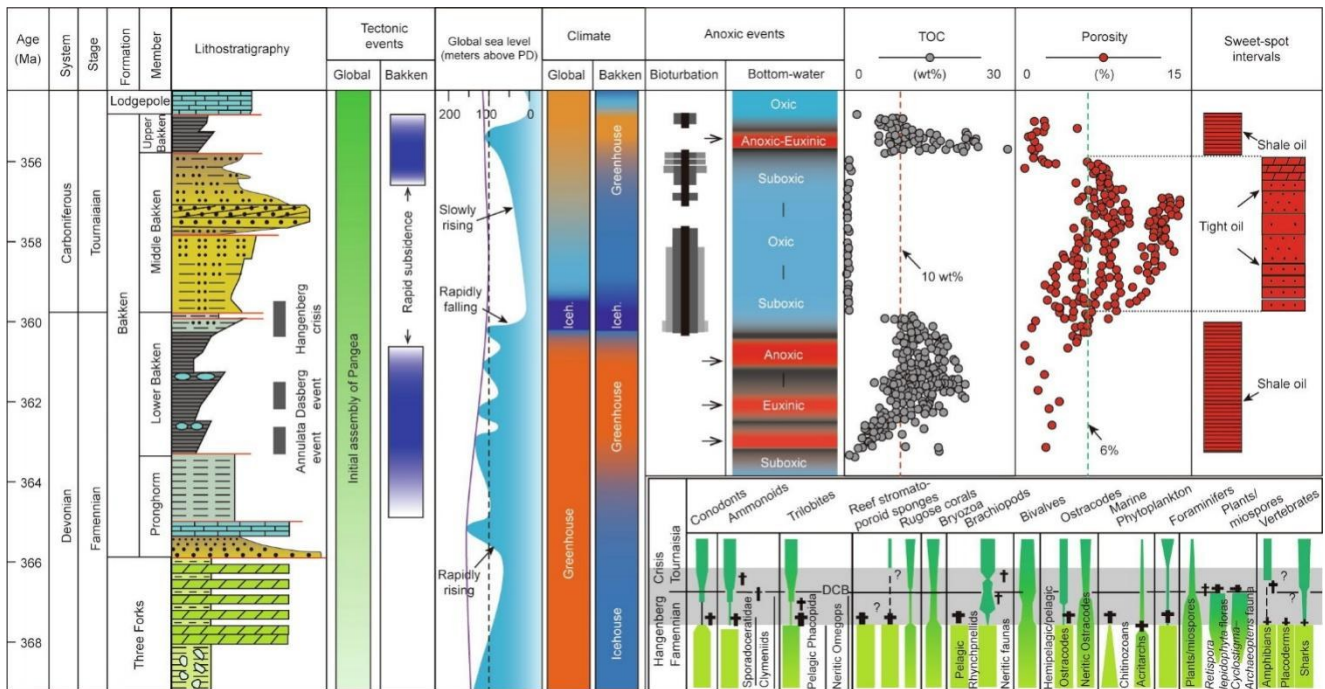 Age
(Ma)
System
Stage
Formation
Member
Lithostratigraphy
Tectonic
events
Global
Bakken
Global sea level
(meters above PD)
Climate
Global
Bakken
Anoxic events
Bioturbation
Bottom-water
TOC
(wt%)
0
30
Porosity
(%)
0
15
Sweet-spot
intervals
356
358
360
362
364
366
368
Carboniferous
Devonian
Tournaiaian
Famennian
Bakken
Three Forks
Lodgepole
Upper
Bakken
Middle Bakken
Lower Bakken
Pronghorm
Hangenberg
crisis
Dasberg
event
Annulata
event
Initial assembly of Pangea
Rapid subsidence
200
100
0
Slowly
rising
Rapidly
falling
Rapidly
rising
Iceh.
Greenhouse
Greenhouse
Iceh.
Greenhouse
Icehouse
Oxic
Anoxic-Euxinic
Suboxic
Oxic
Suboxic
Anoxic
Euxinic
Suboxic
10 wt%
6%
Shale oil
Tight oil
Shale oil
Conodonts
Ammonoids
Trilobites
Reef stromato-
poroid sponges
Rugose corals
Bryozoa
Brachiopods
Bivalves
Ostracodes
Marine
Phytoplankton
Foraminifers
Plants/
miospores
Vertebrates
Hangenberg Crisis
Famennian
Tournaisia
DCB
?
?
?
?
Sporadoceratidae
Clymeniids
Pelagic Phacopida
Neritic Omegops
Pelagic
Rhynchpnellids
Neritic faunas
Hemipelagic/pelagic
Ostracodes
Neritic Ostracodes
Chitinozoans
Acritarchs
Plants/miospores
Retispora
lepidophyta floras
Cyclostigma–
Archaeoptens fauna
Amphibians
Placoderms
Sharks